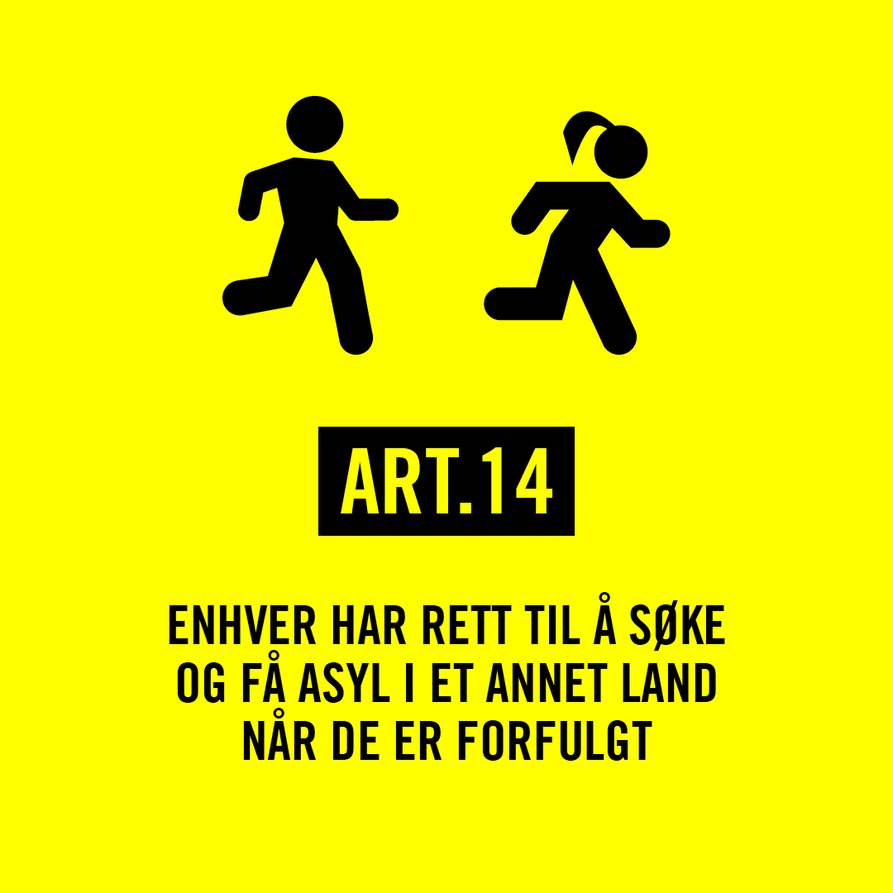 ART.14
ENHVER HAR RETT TIL Å SØKE
OG FÅ ASYL I ET ANNET LAND
NÅR DE ER FORFULGT